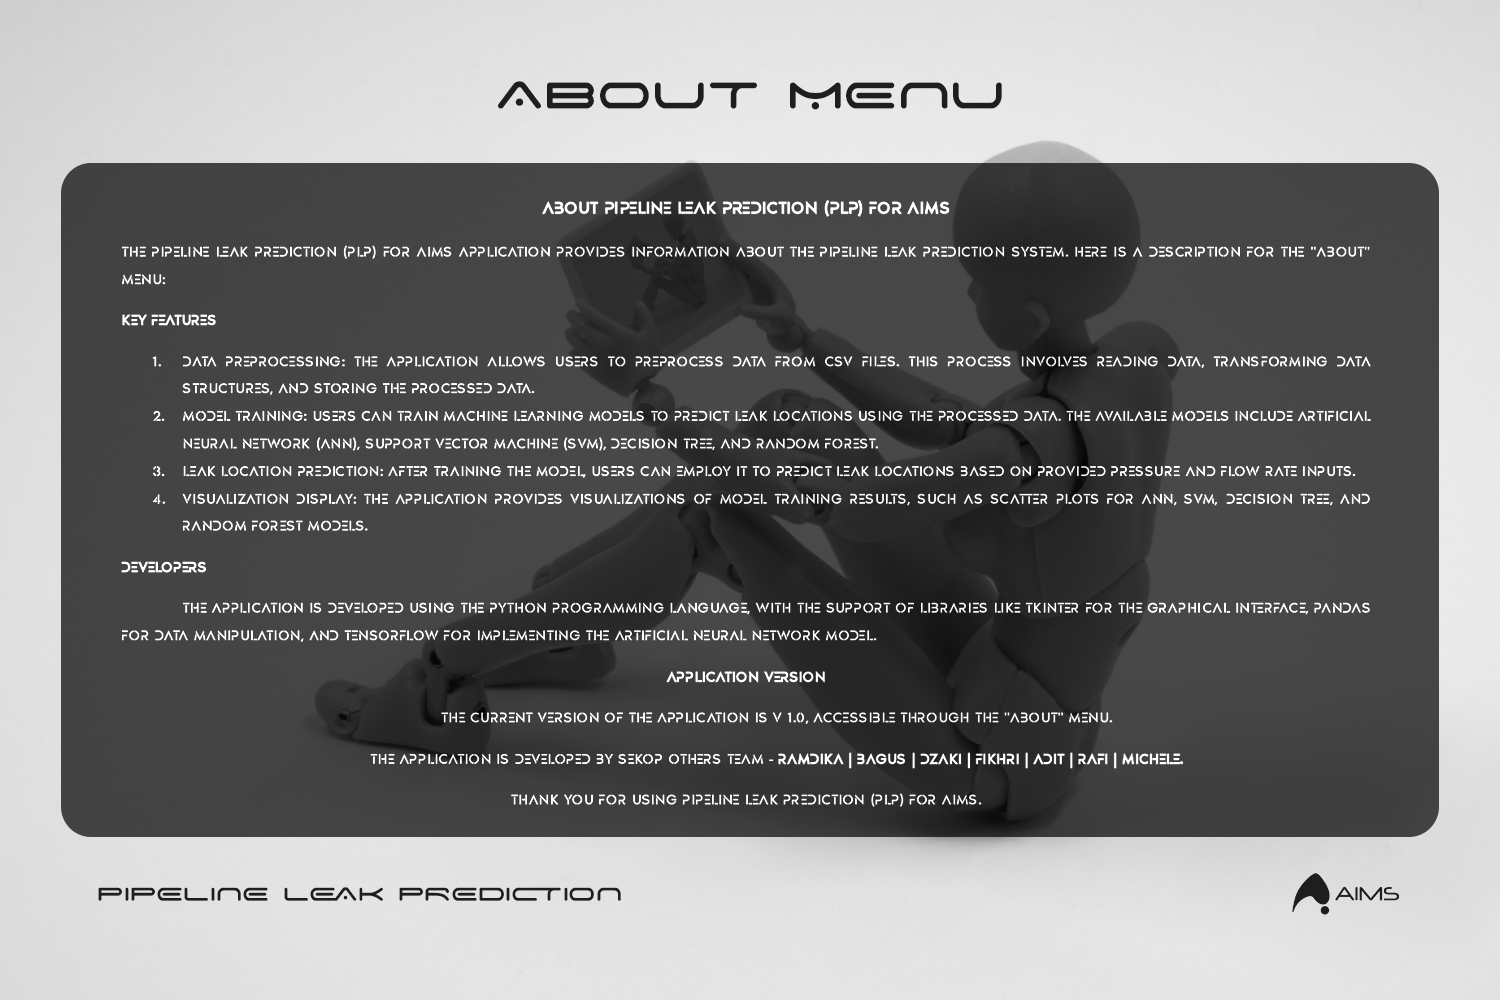 ABOUT MENU
ABOUT PIPELINE LEAK PREDICTION (PLP) FOR AIMS
THE PIPELINE LEAK PREDICTION (PLP) FOR AIMS APPLICATION PROVIDES INFORMATION ABOUT THE PIPELINE LEAK PREDICTION SYSTEM. HERE IS A DESCRIPTION FOR THE "ABOUT"
MENU:
KEY FEATURES
1. DATA PREPROCESSING: THE APPLICATION ALLOWS USERS TO PREPROCESS DATA FROM CSV FILES. THIS PROCESS INVOLVES READING DATA, TRANSFORMING DATA
STRUCTURES, AND STORING THE PROCESSED DATA.
2. MODEL TRAINING: USERS CAN TRAIN MACHINE LEARNING MODELS TO PREDICT LEAK LOCATIONS USING THE PROCESSED DATA. THE AVAILABLE MODELS INCLUDE ARTIFICIAL
NEURAL NETWORK (ANN), SUPPORT VECTOR MACHINE (SVM), DECISION TREE, AND RANDOM FOREST.
3. LEAK LOCATION PREDICTION: AFTER TRAINING THE MODEL, USERS CAN EMPLOY IT TO PREDICT LEAK LOCATIONS BASED ON PROVIDED PRESSURE AND FLOW RATE INPUTS.
4. VISUALIZATION DISPLAY: THE APPLICATION PROVIDES VISUALIZATIONS OF MODEL TRAINING RESULTS, SUCH AS SCATTER PLOTS FOR ANN, SVM, DECISION TREE, AND
RANDOM FOREST MODELS.
DEVELOPERS
THE APPLICATION IS DEVELOPED USING THE PYTHON PROGRAMMING LANGUAGE, WITH THE SUPPORT OF LIBRARIES LIKE TKINTER FOR THE GRAPHICAL INTERFACE, PANDAS
FOR DATA MANIPULATION, AND TENSORFLOW FOR IMPLEMENTING THE ARTIFICIAL NEURAL NETWORK MODEL.
APPLICATION VERSION
THE CURRENT VERSION OF THE APPLICATION IS V 1.0, ACCESSIBLE THROUGH THE "ABOUT" MENU.
THE APPLICATION IS DEVELOPED BY SEKOP OTHERS TEAM - RAMDIKA | BAGUS | DZAKI | FIKHRI | ADIT | RAFI | MICHELE.
THANK YOU FOR USING PIPELINE LEAK PREDICTION (PLP) FOR AIMS.
PIPELINE LEAK PREDICTION
AIMS